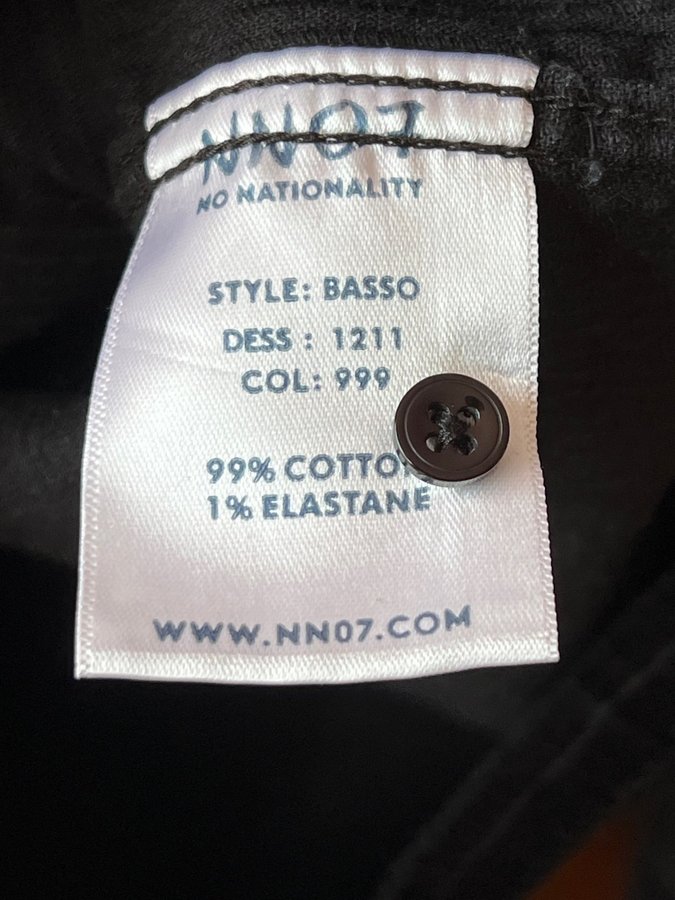 NN07
NO NATIONALITY
STYLE: BASSO
DESS : 1211
COL: 999
99% COTTO
1% ELASTANE
WWW.NN07.COM